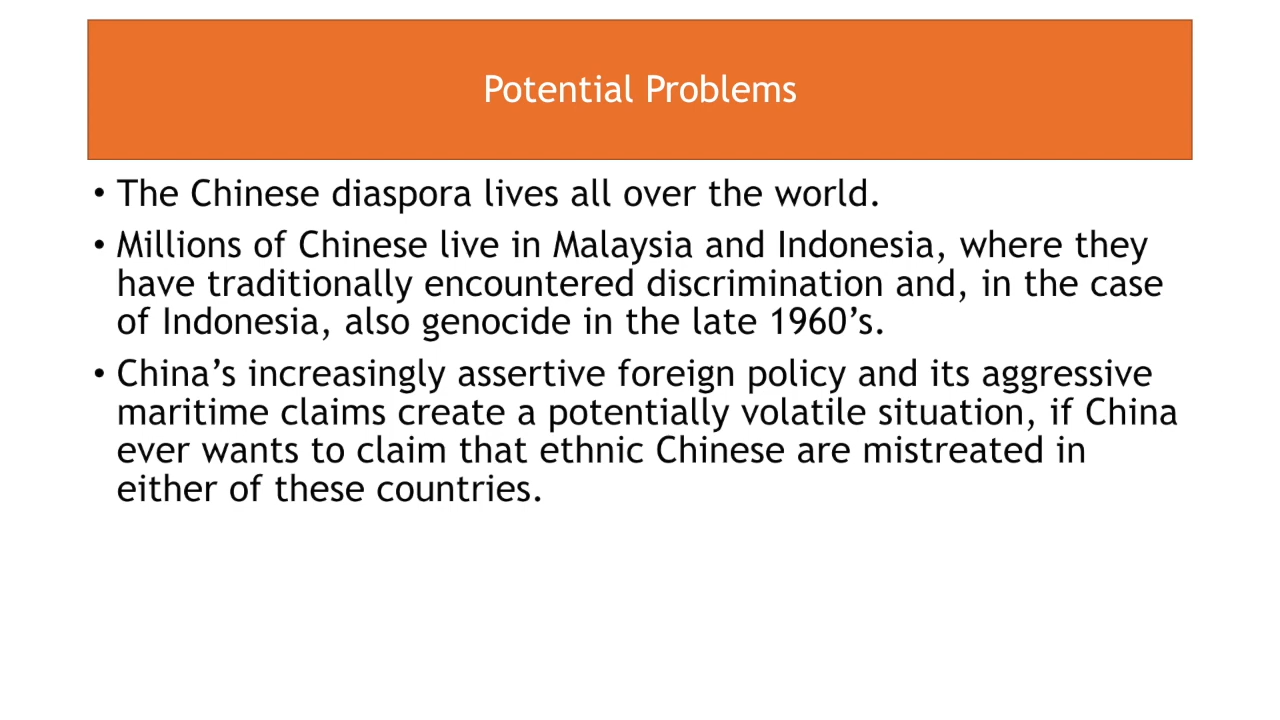 Potential Problems
• The Chinese diaspora lives all over the world.
• Millions of Chinese live in Malaysia and Indonesia, where they
have traditionally encountered discrimination and, in the case
of Indonesia, also genocide in the late 1960’s.
• China’s increasingly assertive foreign policy and its aggressive
maritime claims create a potentially volatile situation, if China
ever wants to claim that ethnic Chinese are mistreated in
either of these countries.